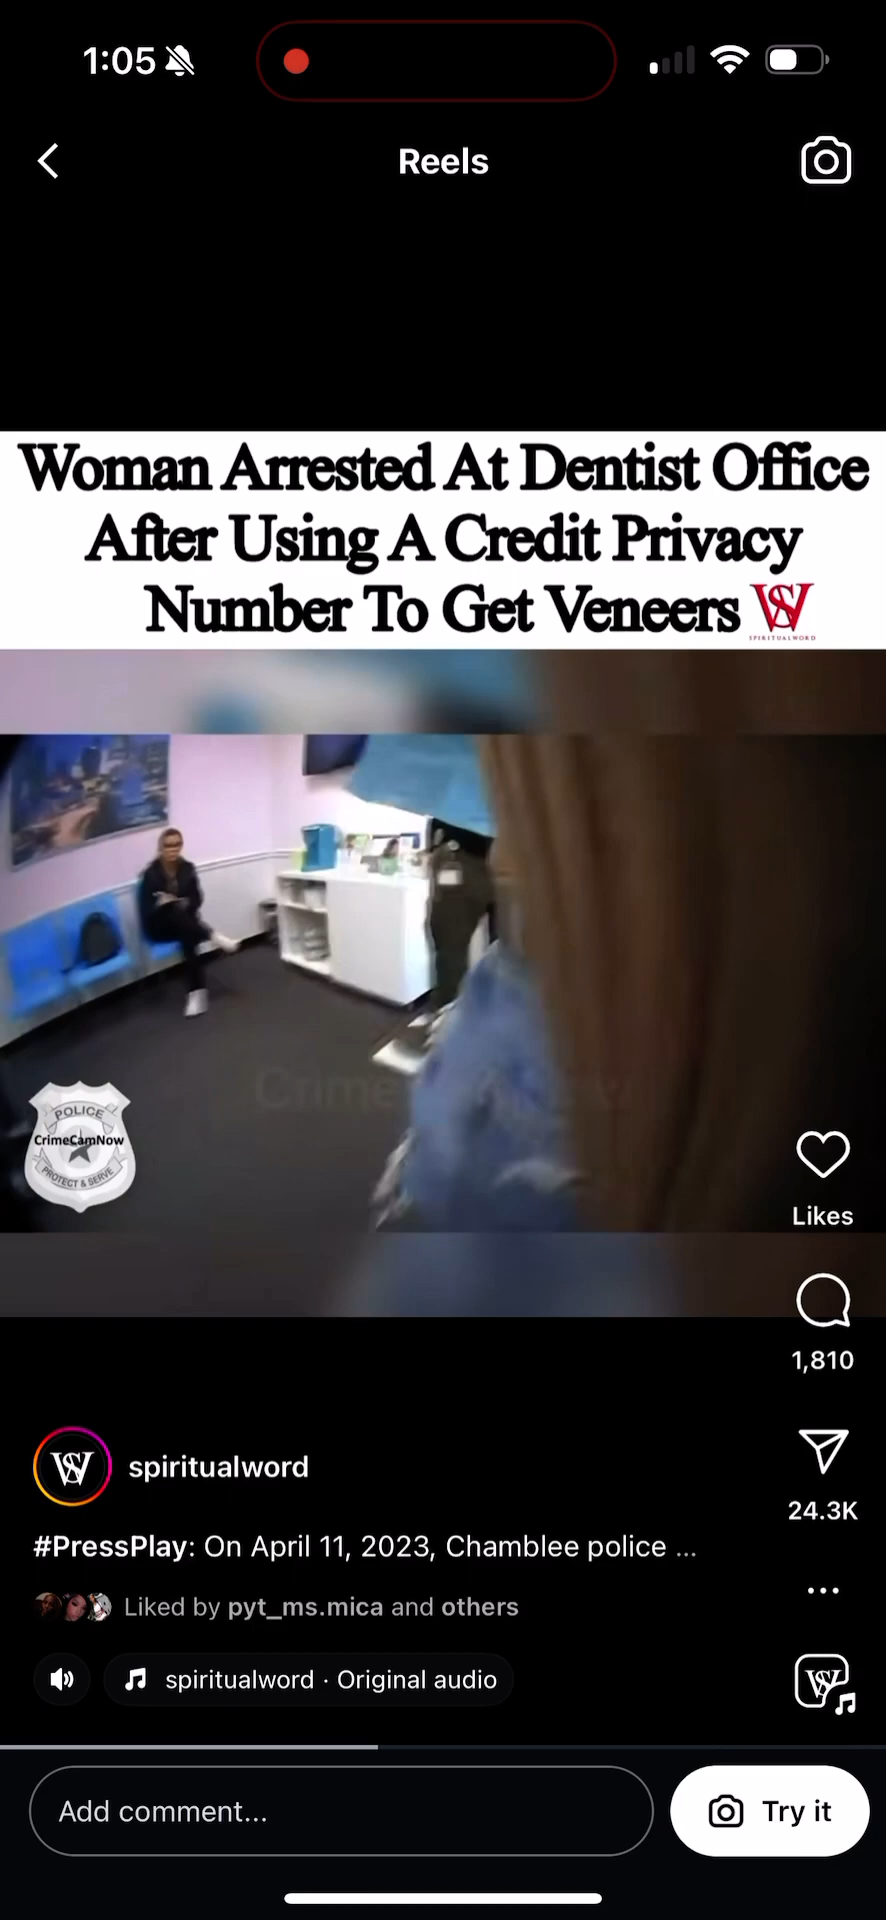 1:05
Reels
Woman Arrested At Dentist Office
After Using A Credit Privacy
Number To Get Veneers
SPIRITUALWORD
POLICE
CrimeCamNow
PROTECT & SERVE
Crime
Likes
1,810
spiritualword
24.3K
#PressPlay: On April 11, 2023, Chamblee police ...
Liked by pyt_ms.mica and others
spiritualword · Original audio
Add comment...
Try it